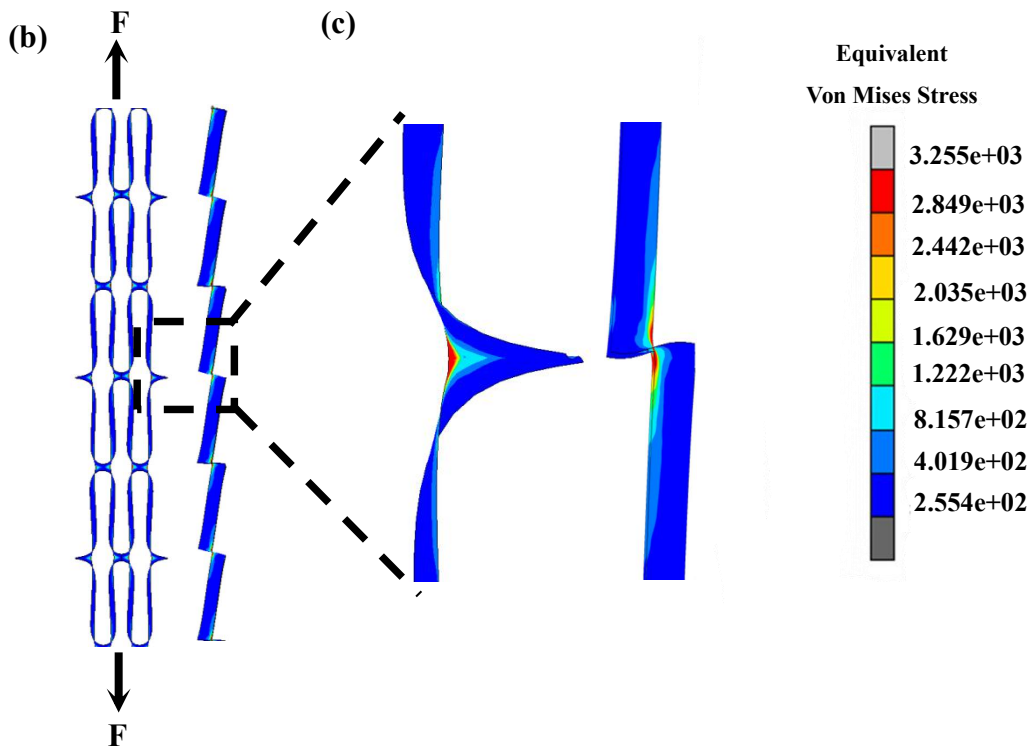 (b)
F
(c)
F
Equivalent
Von Mises Stress
3.255e+03
2.849e+03
2.442e+03
2.035e+03
1.629e+03
1.222e+03
8.157e+02
4.019e+02
2.554e+02